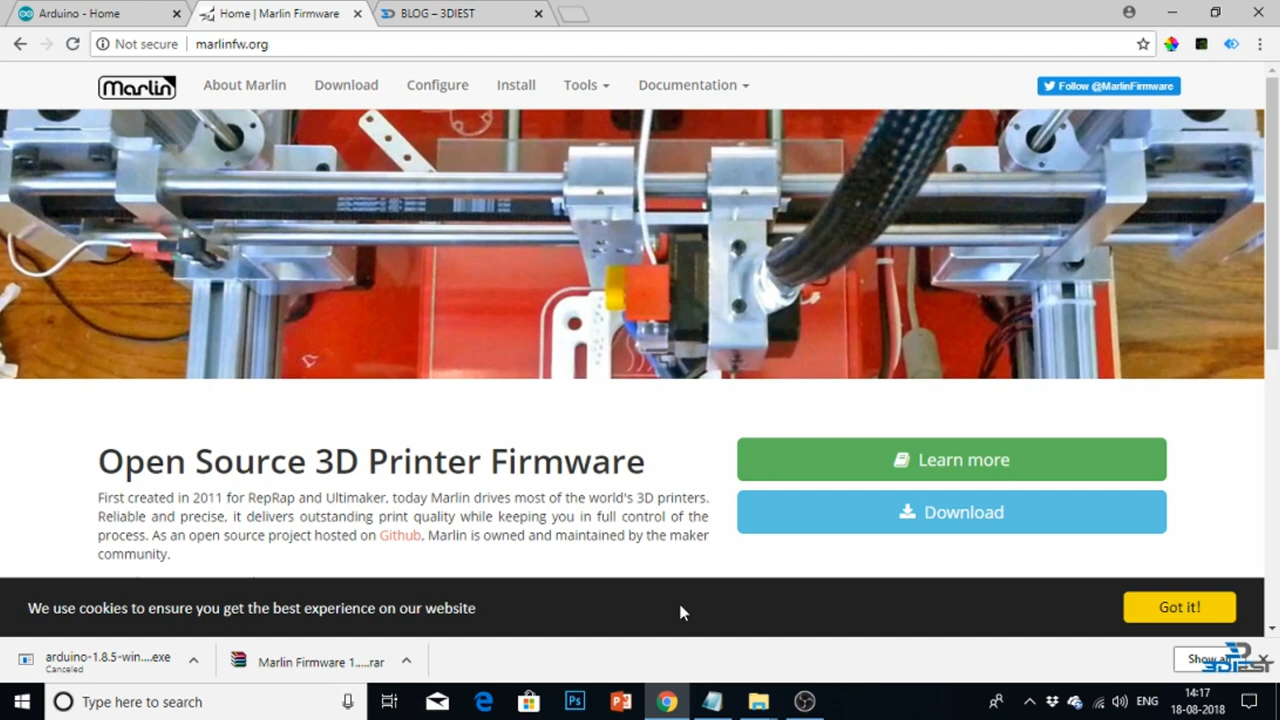 Arduino - Home
Home | Marlin Firmware
BLOG – 3DIEST
Not secure
marlinfw.org
Marlin
About Marlin
Download
Configure
Install
Tools
Documentation
Follow @MarlinFirmware
Open Source 3D Printer Firmware
Learn more
First created in 2011 for RepRap and Ultimaker, today Marlin drives most of the world's 3D printers.
Reliable and precise, it delivers outstanding print quality while keeping you in full control of the
process. As an open source project hosted on Github, Marlin is owned and maintained by the maker
community.
Download
We use cookies to ensure you get the best experience on our website
Got it!
arduino-1.8.5-win....exe
Canceled
Marlin Firmware 1.....rar
3DIEST
Type here to search
ENG
14:17
18-08-2018